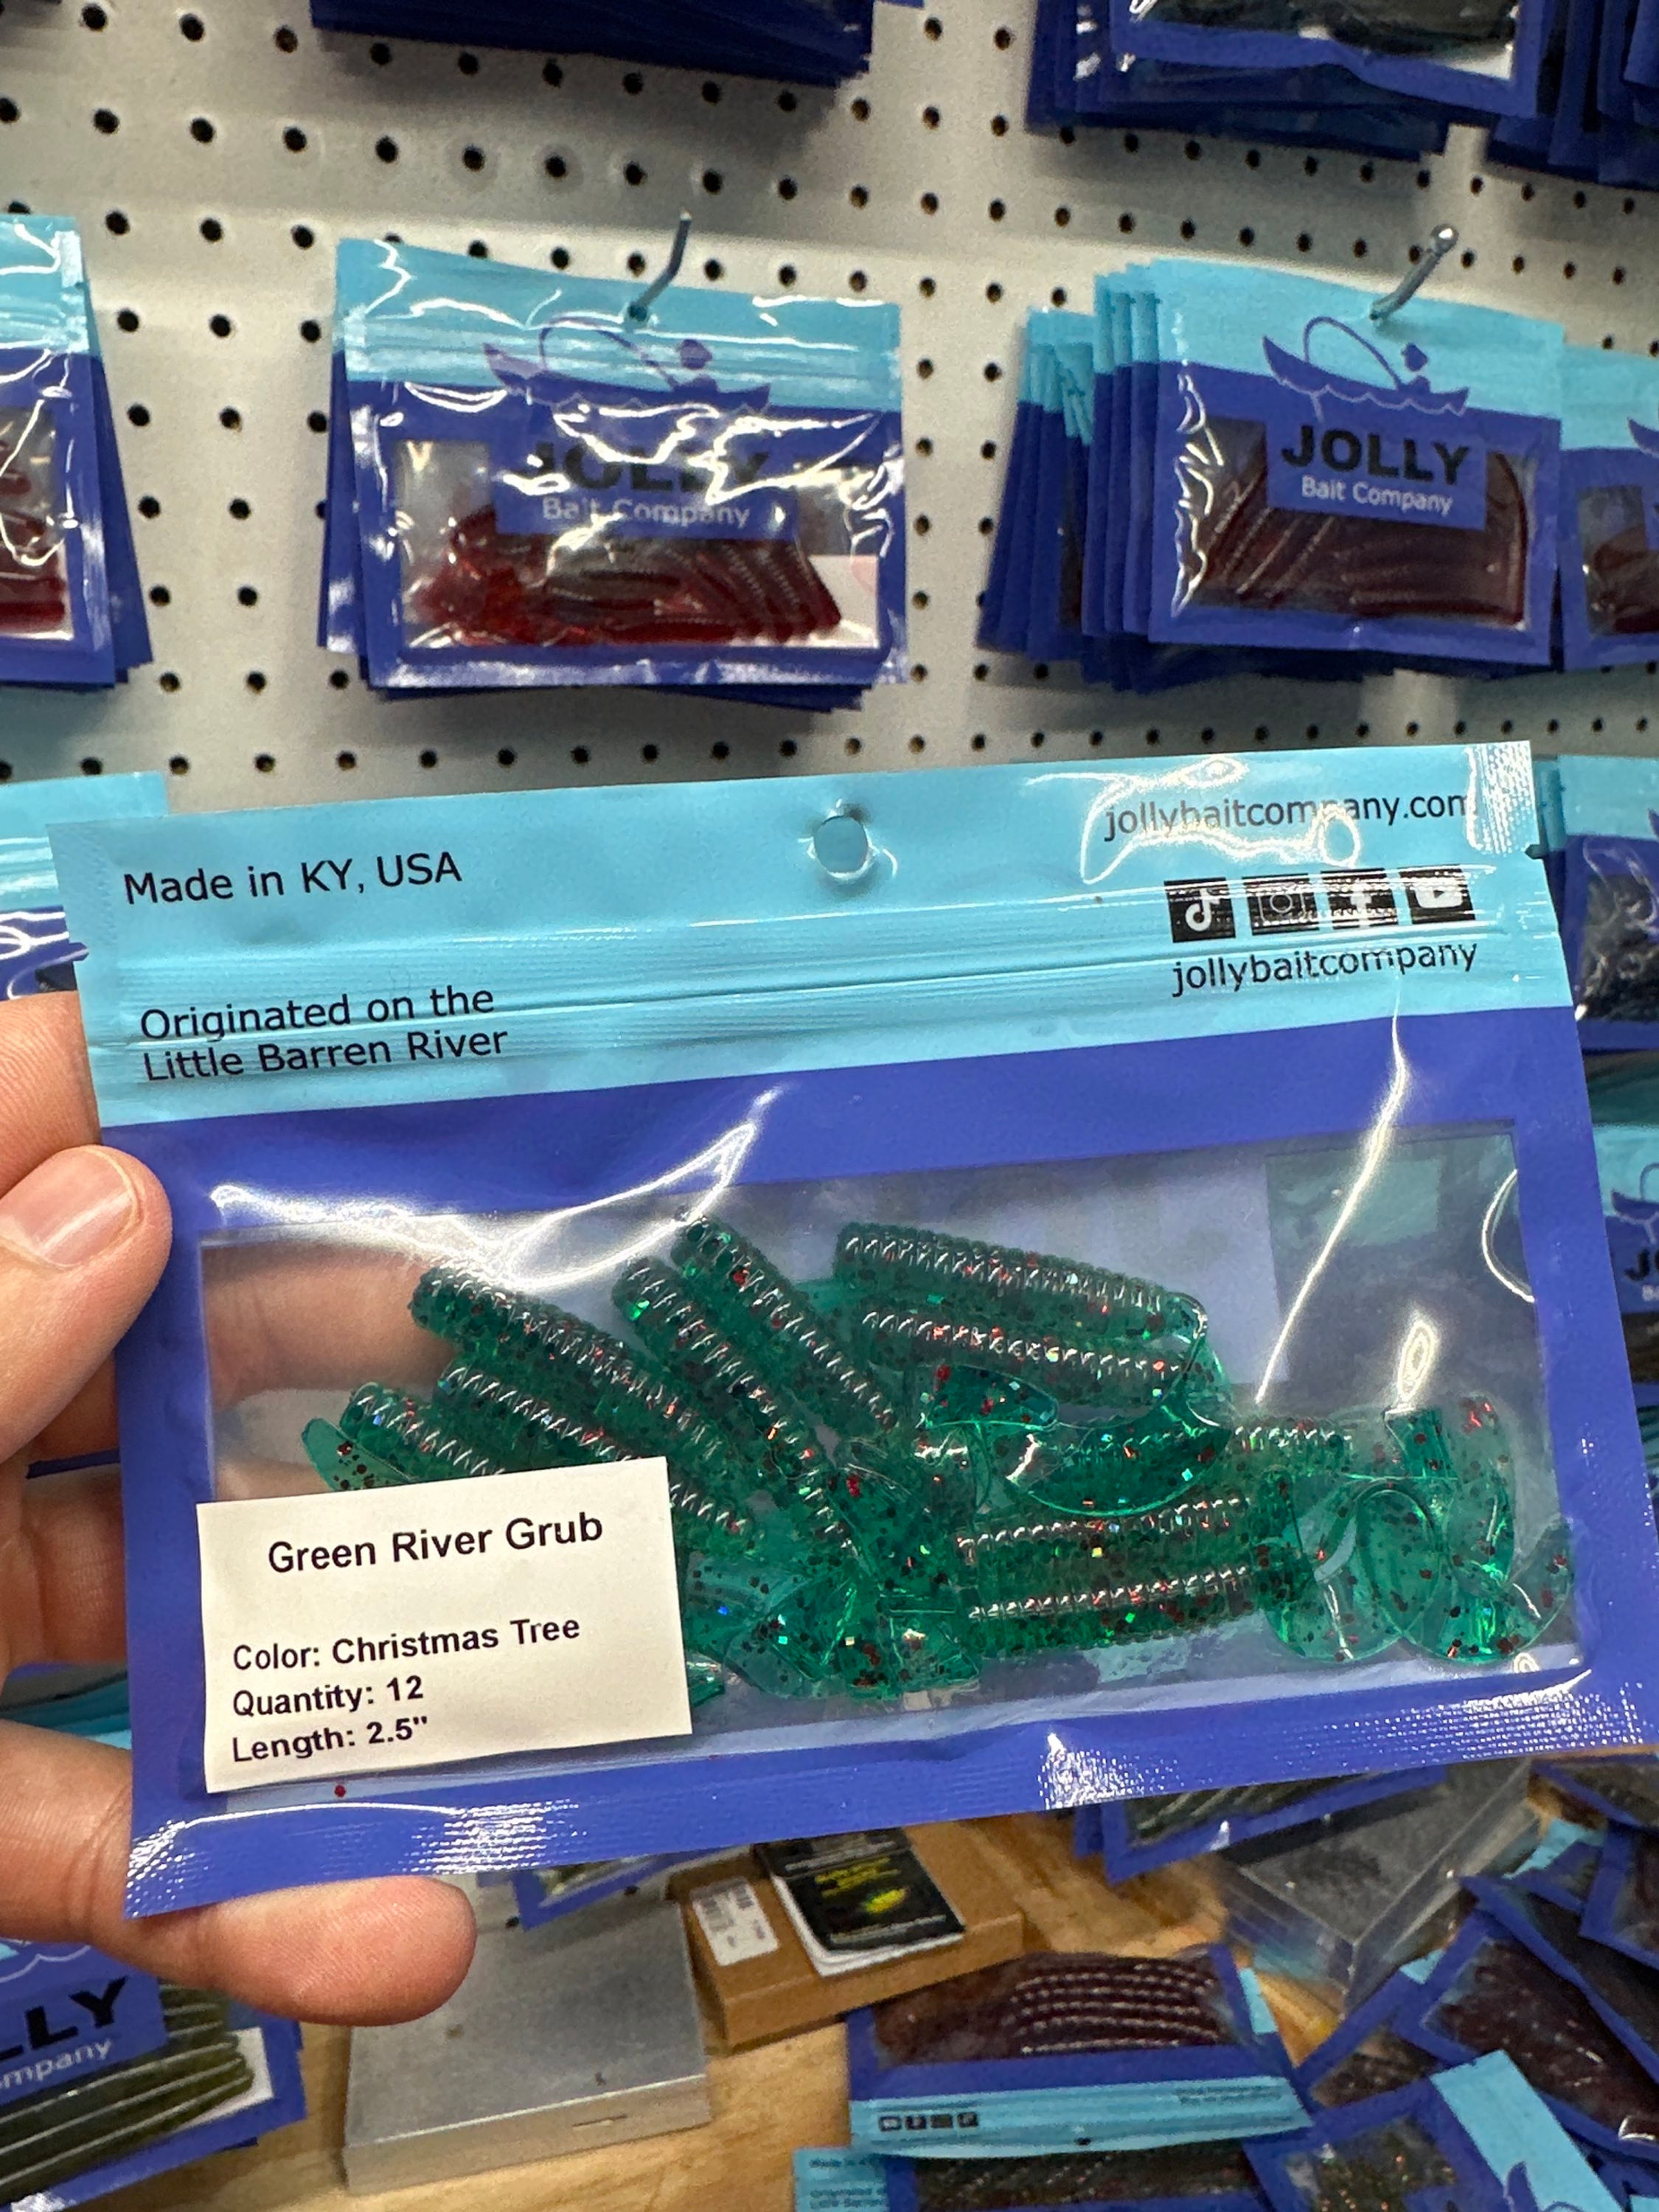 JOLLY
Bait Company
JOLLY
Bait Company
Made in KY, USA
jollybaitcompany.com
jollybaitcompany
Originated on the
Little Barren River
Green River Grub
Color: Christmas Tree
Quantity: 12
Length: 2.5"
LLY
mpany